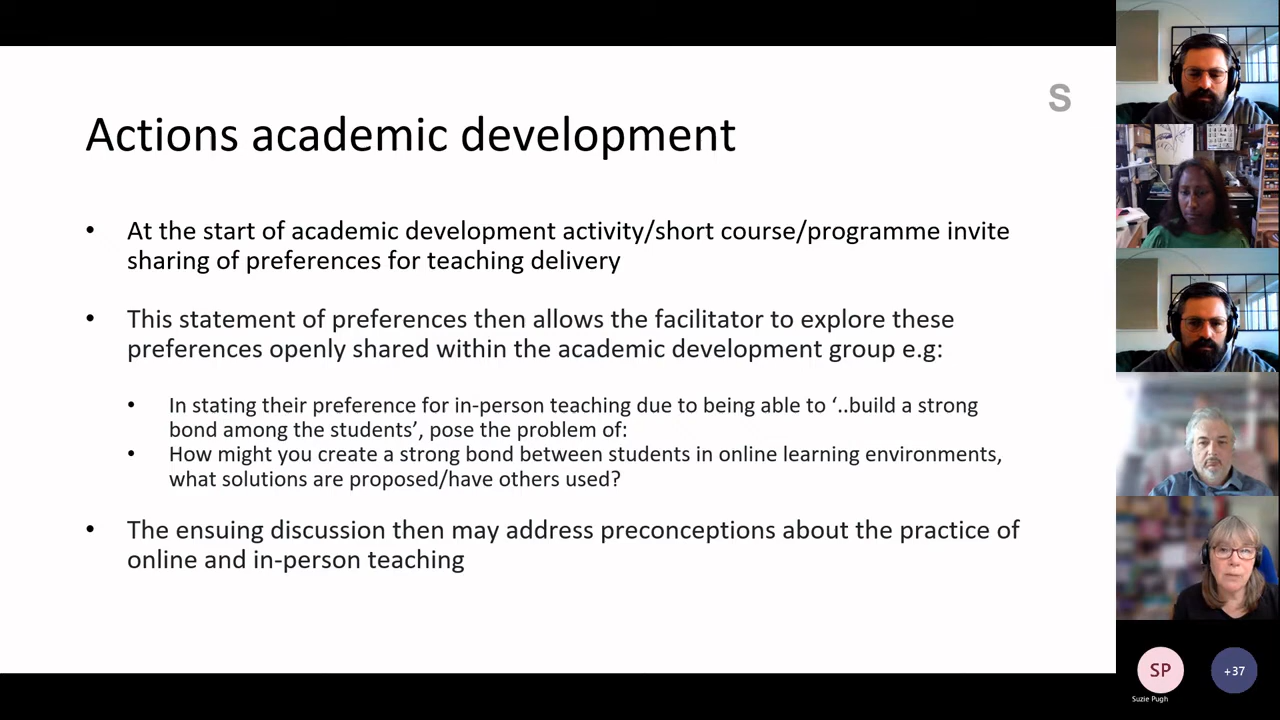 S
Actions academic development
• At the start of academic development activity/short course/programme invite
sharing of preferences for teaching delivery
• This statement of preferences then allows the facilitator to explore these
preferences openly shared within the academic development group e.g:
• In stating their preference for in-person teaching due to being able to ‘..build a strong
bond among the students’, pose the problem of:
• How might you create a strong bond between students in online learning environments,
what solutions are proposed/have others used?
• The ensuing discussion then may address preconceptions about the practice of
online and in-person teaching
SP
+37
Suzie Pugh